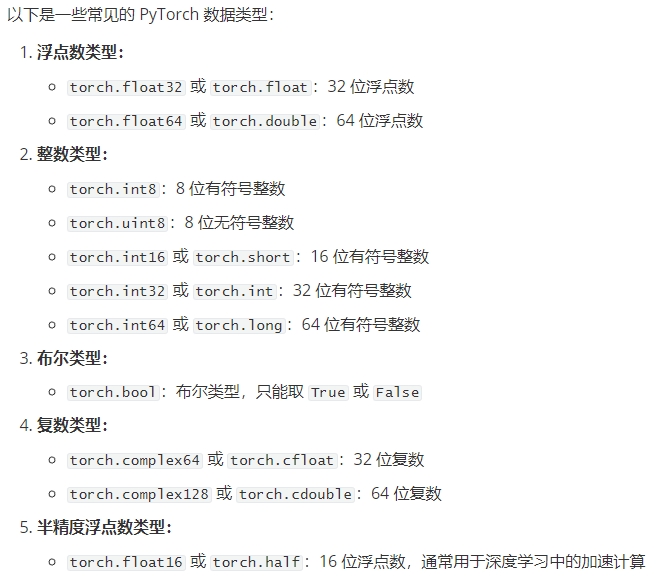 以下是一些常见的 PyTorch 数据类型：
1. 浮点数类型：
torch.float32 或 torch.float：32 位浮点数
torch.float64 或 torch.double：64 位浮点数
2. 整数类型：
torch.int8：8 位有符号整数
torch.uint8：8 位无符号整数
torch.int16 或 torch.short：16 位有符号整数
torch.int32 或 torch.int：32 位有符号整数
torch.int64 或 torch.long：64 位有符号整数
3. 布尔类型：
torch.bool：布尔类型，只能取 True 或 False
4. 复数类型：
torch.complex64 或 torch.cfloat：32 位复数
torch.complex128 或 torch.cdouble：64 位复数
5. 半精度浮点数类型：
torch.float16 或 torch.half：16 位浮点数，通常用于深度学习中的加速计算